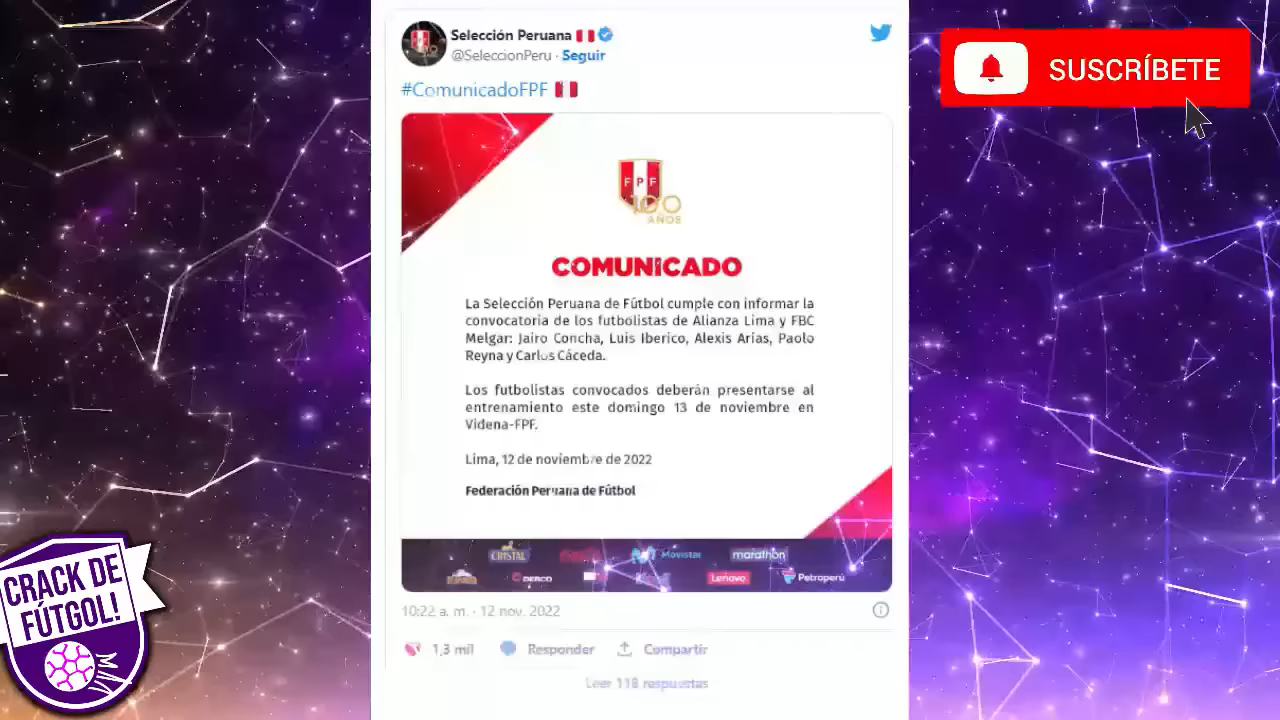 Selección Peruana
@SeleccionPeru · Seguir
SUSCRÍBETE
#ComunicadoFPF
FPF
100
AÑOS
COMUNICADO
La Selección Peruana de Fútbol cumple con informar la
convocatoria de los futbolistas de Alianza Lima y FBC
Melgar: Jairo Concha, Luis Iberico, Alexis Arias, Paolo
Reyna y Carlos Cáceda.
Los futbolistas convocados deberán presentarse al
entrenamiento este domingo 13 de noviembre en
Videna-FPF.
Lima, 12 de noviembre de 2022
Federación Peruana de Fútbol
CRISTAL Movistar marathon
DERCO Lenovo Petroperú
10:22 a. m. · 12 nov. 2022
1,3 mil Responder Compartir
Leer 118 respuestas
CRACK DE
FÚTGOL!